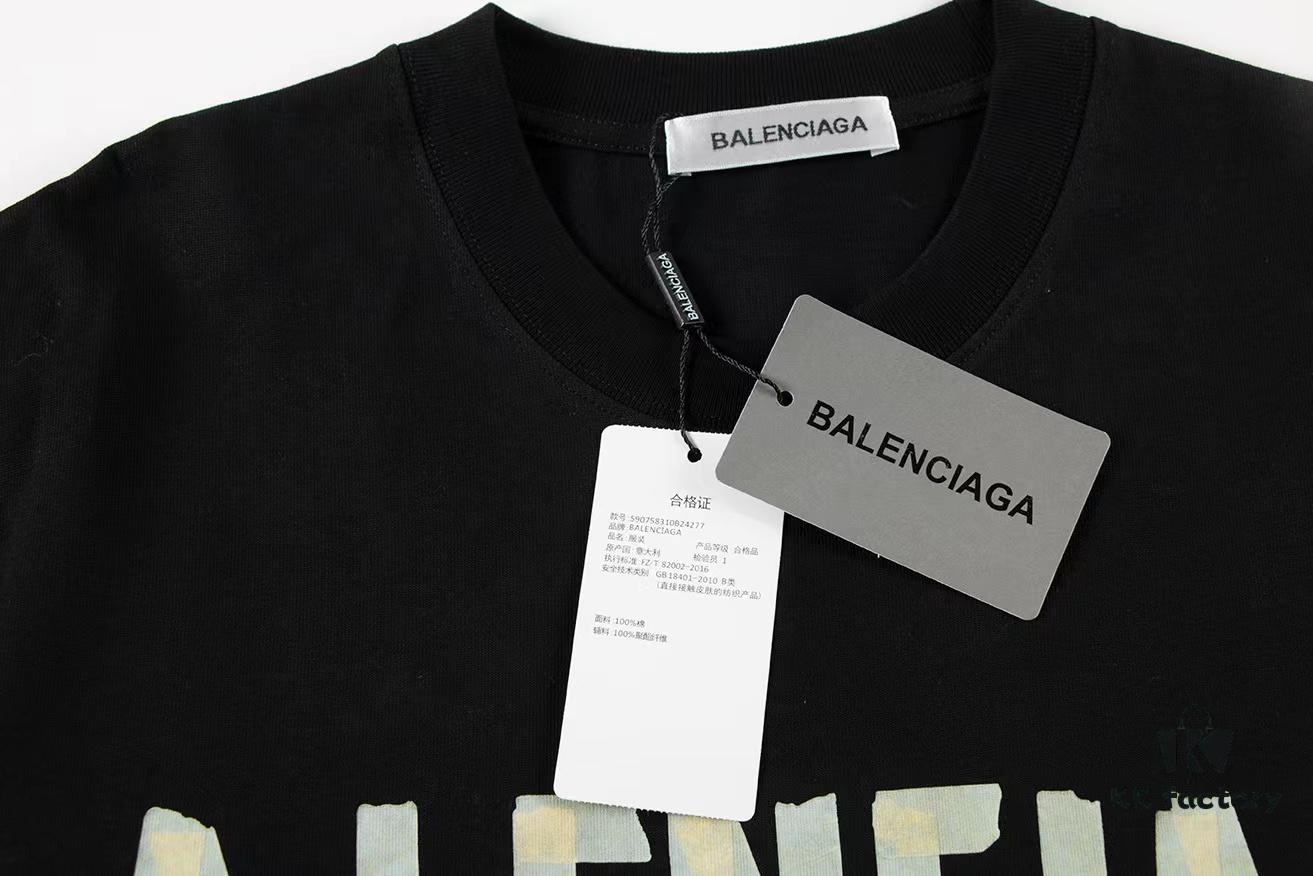 BALENCIAGA
BALENCIAGA
BALENCIAGA
合格证
款号:590758310B24277
品牌:BALENCIAGA
品名:服装 产品等级 合格品
原产国:意大利 检验员 1
执行标准 FZ/T 82002-2016
安全技术类别 GB18401-2010 B类
(直接接触皮肤的纺织产品)
面料:100%棉
辅料:100%聚酯纤维
KK factory
ALENCIA